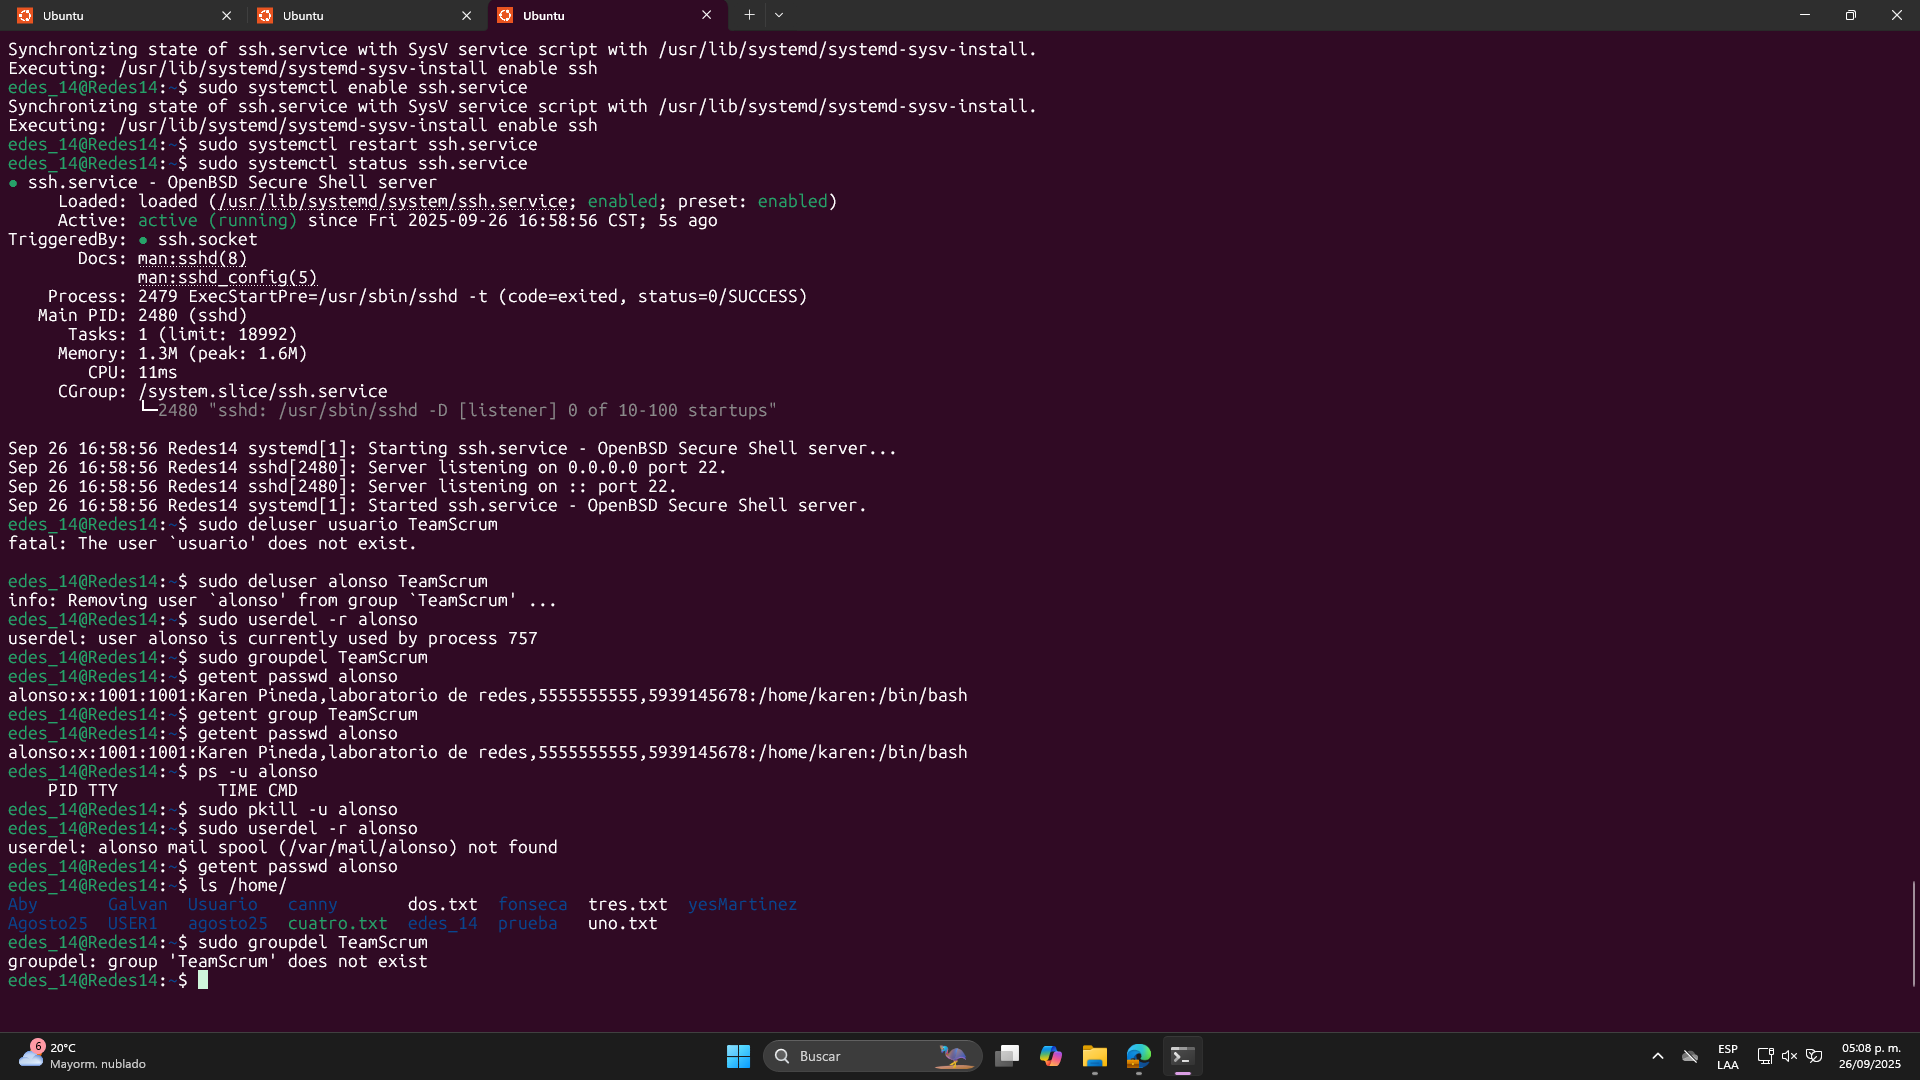 Ubuntu
Ubuntu
Ubuntu
Synchronizing state of ssh.service with SysV service script with /usr/lib/systemd/systemd-sysv-install.
Executing: /usr/lib/systemd/systemd-sysv-install enable ssh
edes_14@Redes14:~$ sudo systemctl enable ssh.service
Synchronizing state of ssh.service with SysV service script with /usr/lib/systemd/systemd-sysv-install.
Executing: /usr/lib/systemd/systemd-sysv-install enable ssh
edes_14@Redes14:~$ sudo systemctl restart ssh.service
edes_14@Redes14:~$ sudo systemctl status ssh.service
● ssh.service - OpenBSD Secure Shell server
Loaded: loaded (/usr/lib/systemd/system/ssh.service; enabled; preset: enabled)
Active: active (running) since Fri 2025-09-26 16:58:56 CST; 5s ago
TriggeredBy: ● ssh.socket
Docs: man:sshd(8)
man:sshd_config(5)
Process: 2479 ExecStartPre=/usr/sbin/sshd -t (code=exited, status=0/SUCCESS)
Main PID: 2480 (sshd)
Tasks: 1 (limit: 18992)
Memory: 1.3M (peak: 1.6M)
CPU: 11ms
CGroup: /system.slice/ssh.service
└─2480 "sshd: /usr/sbin/sshd -D [listener] 0 of 10-100 startups"
Sep 26 16:58:56 Redes14 systemd[1]: Starting ssh.service - OpenBSD Secure Shell server...
Sep 26 16:58:56 Redes14 sshd[2480]: Server listening on 0.0.0.0 port 22.
Sep 26 16:58:56 Redes14 sshd[2480]: Server listening on :: port 22.
Sep 26 16:58:56 Redes14 systemd[1]: Started ssh.service - OpenBSD Secure Shell server.
edes_14@Redes14:~$ sudo deluser usuario TeamScrum
fatal: The user `usuario' does not exist.
edes_14@Redes14:~$ sudo deluser alonso TeamScrum
info: Removing user `alonso' from group `TeamScrum' ...
edes_14@Redes14:~$ sudo userdel -r alonso
userdel: user alonso is currently used by process 757
edes_14@Redes14:~$ sudo groupdel TeamScrum
edes_14@Redes14:~$ getent passwd alonso
alonso:x:1001:1001:Karen Pineda,laboratorio de redes,5555555555,5939145678:/home/karen:/bin/bash
edes_14@Redes14:~$ getent group TeamScrum
edes_14@Redes14:~$ getent passwd alonso
alonso:x:1001:1001:Karen Pineda,laboratorio de redes,5555555555,5939145678:/home/karen:/bin/bash
edes_14@Redes14:~$ ps -u alonso
PID TTY TIME CMD
edes_14@Redes14:~$ sudo pkill -u alonso
edes_14@Redes14:~$ sudo userdel -r alonso
userdel: alonso mail spool (/var/mail/alonso) not found
edes_14@Redes14:~$ getent passwd alonso
edes_14@Redes14:~$ ls /home/
Aby Galvan Usuario canny dos.txt fonseca tres.txt yesMartinez
Agosto25 USER1 agosto25 cuatro.txt edes_14 prueba uno.txt
edes_14@Redes14:~$ sudo groupdel TeamScrum
groupdel: group 'TeamScrum' does not exist
edes_14@Redes14:~$
6
20°C
Mayorm. nublado
Buscar
ESP
LAA
05:08 p. m.
26/09/2025